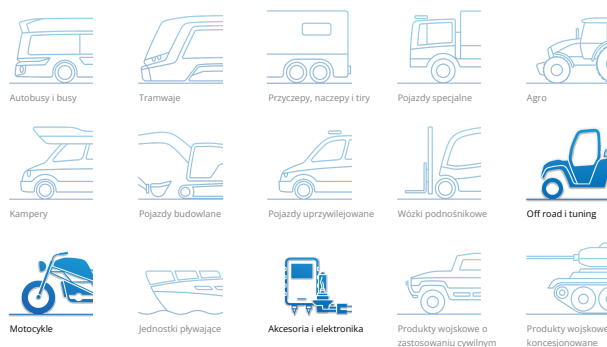 Autobusy i busy
Tramwaje
Przyczepy, naczepy i tiry
Pojazdy specjalne
Agro
Kampery
Pojazdy budowlane
Pojazdy uprzywilejowane
Wózki podnośnikowe
Off road i tuning
Motocykle
Jednostki pływające
Akcesoria i elektronika
Produkty wojskowe o
zastosowaniu cywilnym
Produkty wojskowe
koncesjonowane